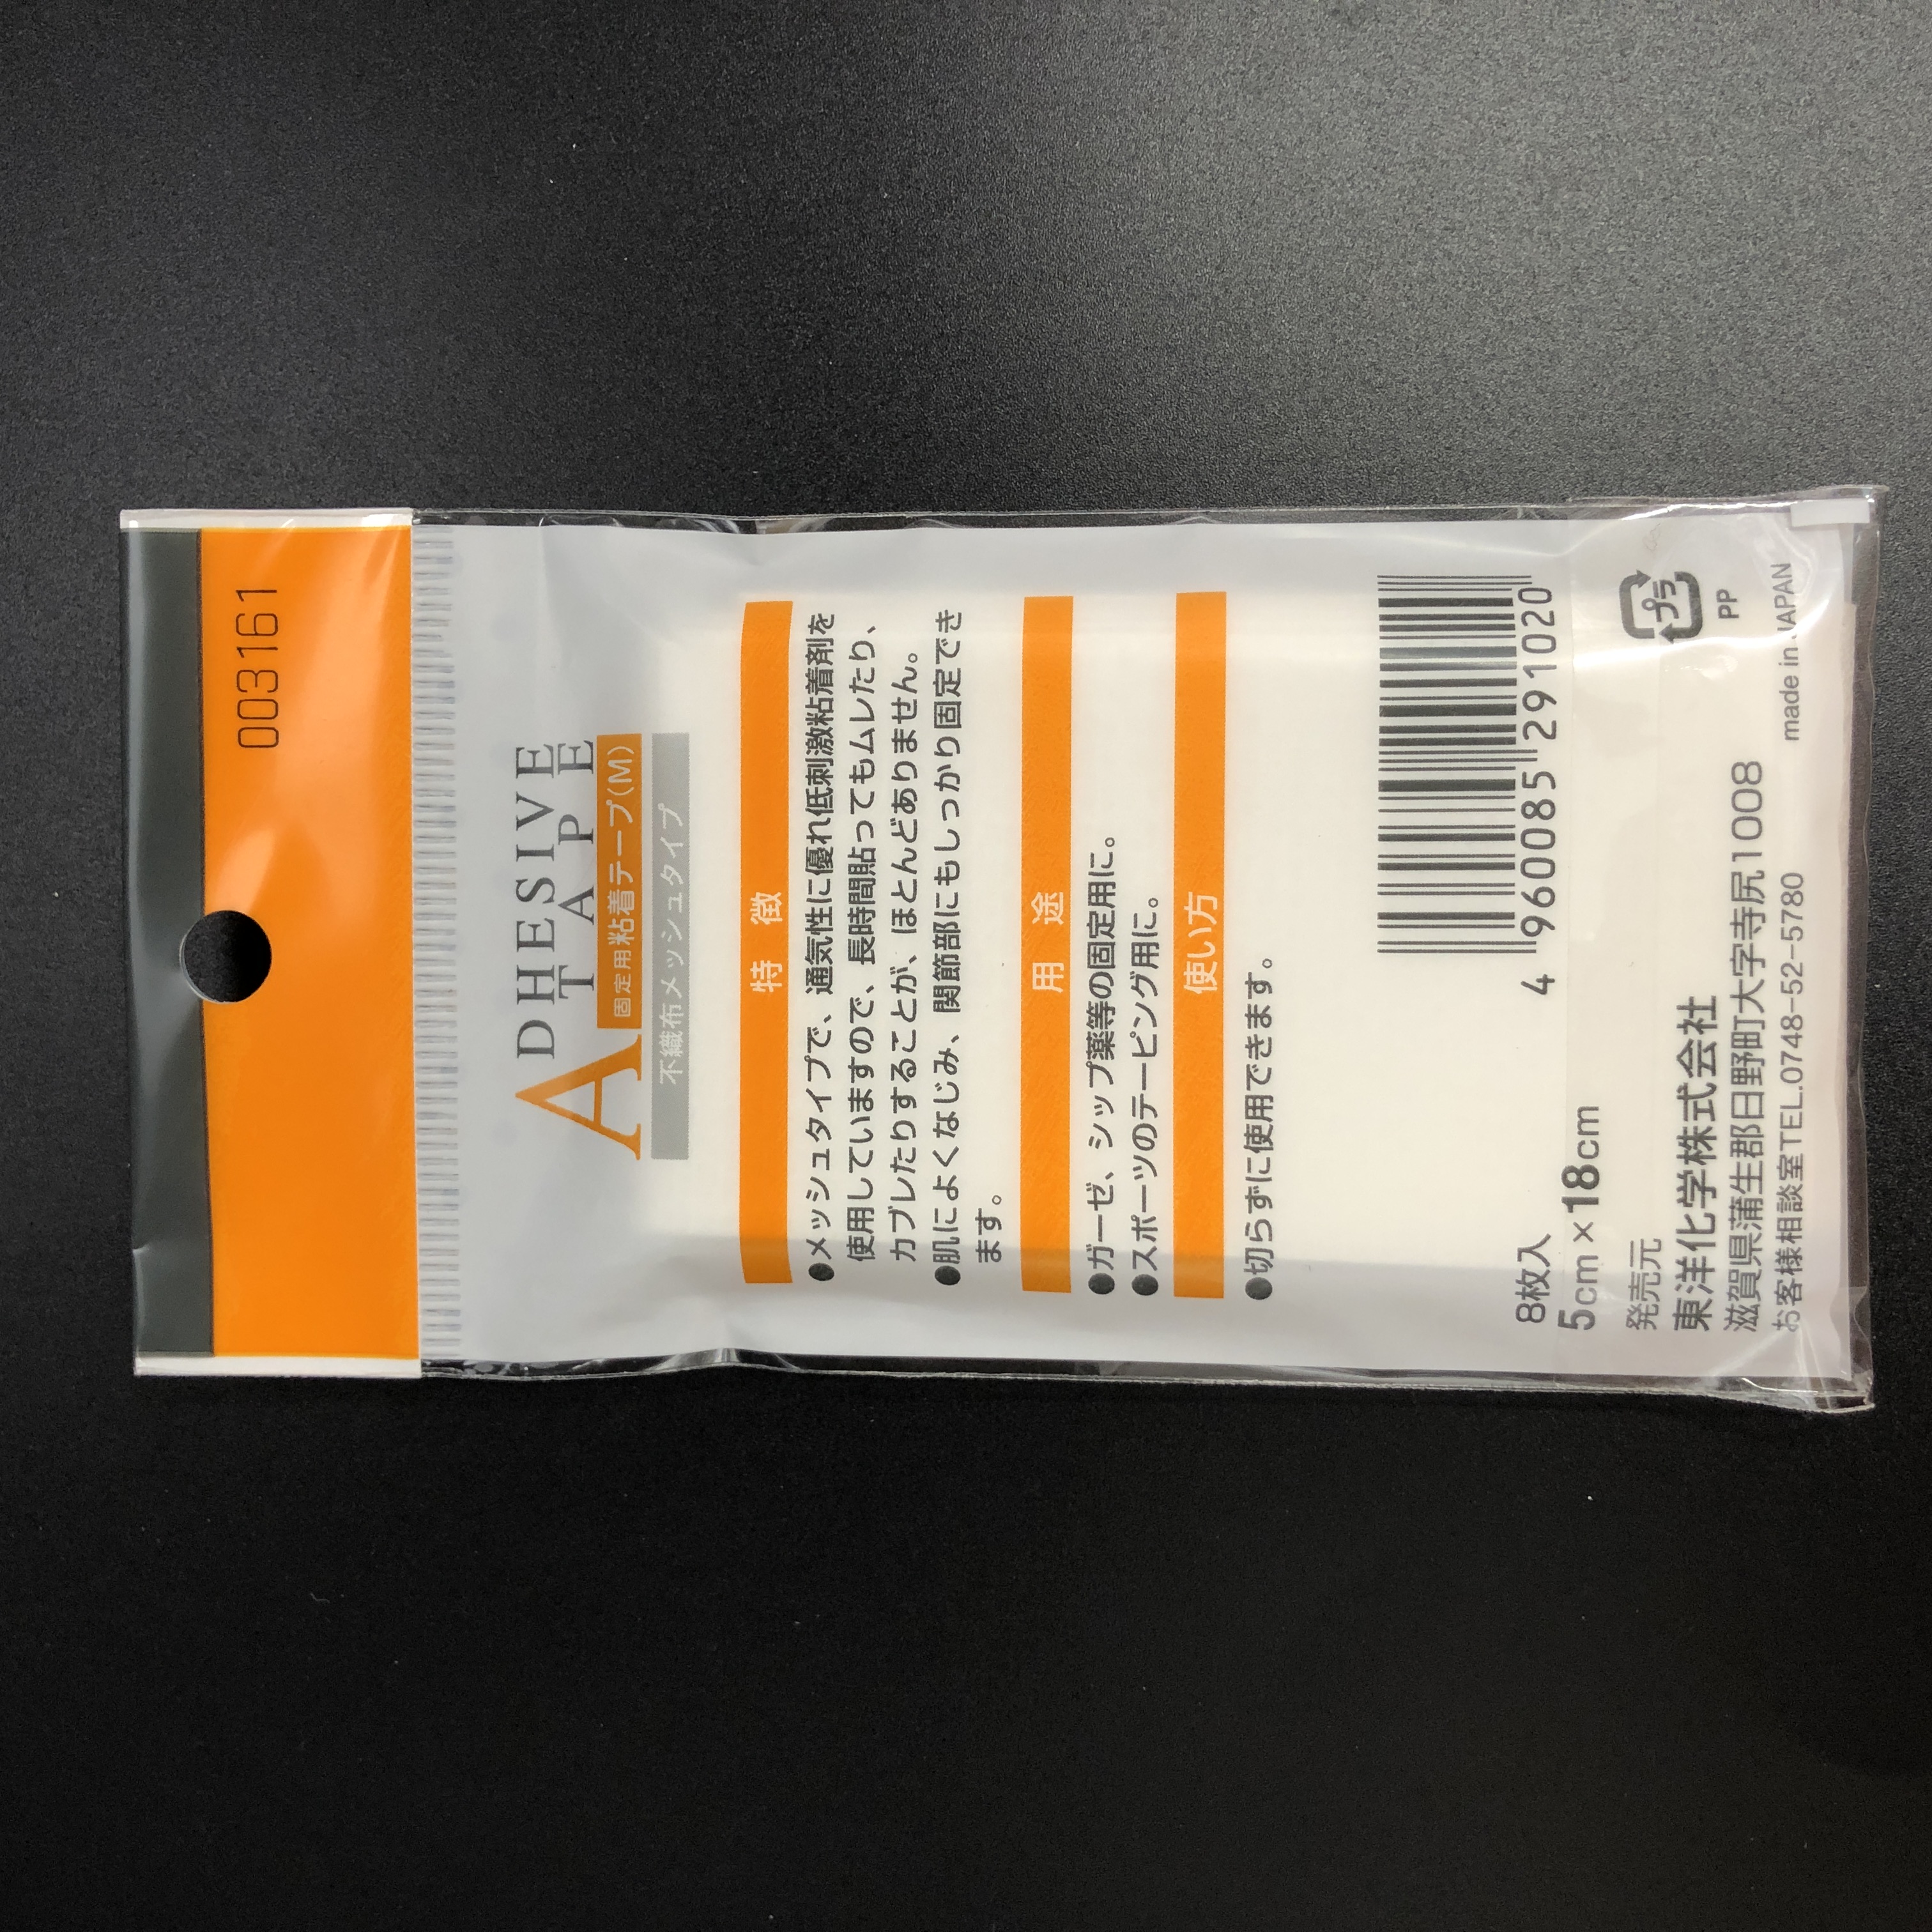 003161
ADHESIVE
TAPE
固定用粘着テープ(M)
不織布メッシュタイプ
特 徴
●メッシュタイプで、通気性に優れ低刺激粘着剤を
使用していますので、長時間貼ってもムレたり、
カブレたりすることが、ほとんどありません。
●肌によくなじみ、関節部にもしっかり固定でき
ます。
用 途
●ガーゼ、シップ薬等の固定用に。
●スポーツのテーピング用に。
使い方
●切らずに使用できます。
4 960085 291020
8枚入
5cm×18cm
発売元
東洋化学株式会社
滋賀県蒲生郡日野町大字寺尻1008
お客様相談室TEL.0748-52-5780
プラ
PP
made in JAPAN